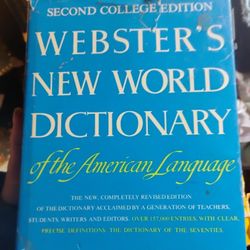 SECOND COLLEGE EDITION
WEBSTER'S
NEW WORLD
DICTIONARY
of the American Language
THE NEW, COMPLETELY REVISED EDITION
OF THE DICTIONARY ACCLAIMED BY A GENERATION OF TEACHERS,
STUDENTS, WRITERS AND EDITORS. OVER 157,000 ENTRIES, WITH CLEAR,
PRECISE DEFINITIONS. THE DICTIONARY OF THE SEVENTIES.